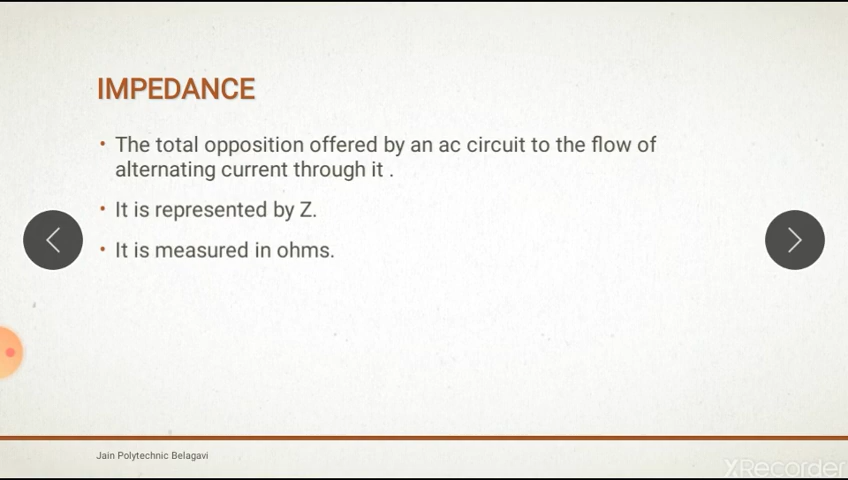 IMPEDANCE
• The total opposition offered by an ac circuit to the flow of
alternating current through it .
• It is represented by Z.
• It is measured in ohms.
Jain Polytechnic Belagavi
XRecorder